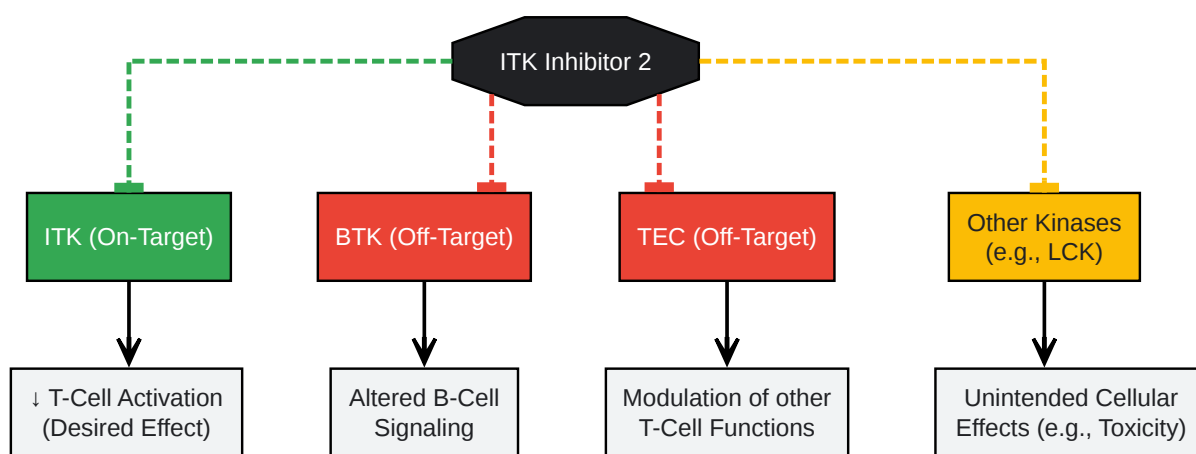 ITK Inhibitor 2
ITK (On-Target)
BTK (Off-Target)
TEC (Off-Target)
Other Kinases
(e.g., LCK)
↓ T-Cell Activation
(Desired Effect)
Altered B-Cell
Signaling
Modulation of other
T-Cell Functions
Unintended Cellular
Effects (e.g., Toxicity)